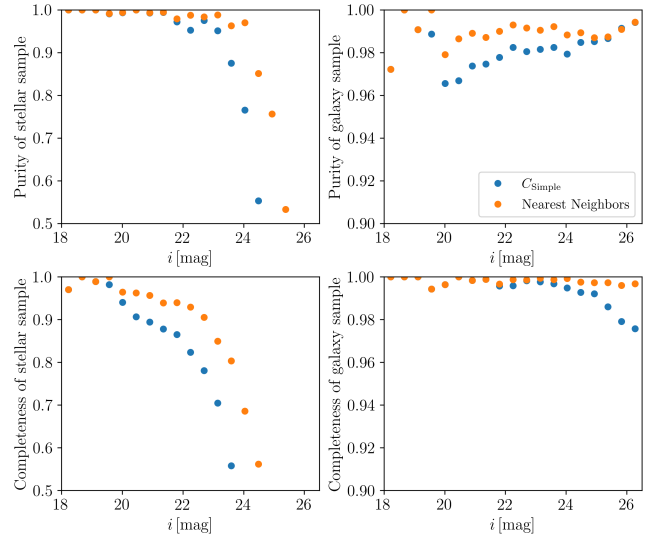 Purity of stellar sample
1.0
0.9
0.8
0.7
0.6
0.5
18 20 22 24 26
i [mag]
Purity of galaxy sample
1.00
0.98
0.96
0.94
0.92
0.90
18 20 22 24 26
i [mag]
C_Simple
Nearest Neighbors
Completeness of stellar sample
1.0
0.9
0.8
0.7
0.6
0.5
18 20 22 24 26
i [mag]
Completeness of galaxy sample
1.00
0.98
0.96
0.94
0.92
0.90
18 20 22 24 26
i [mag]